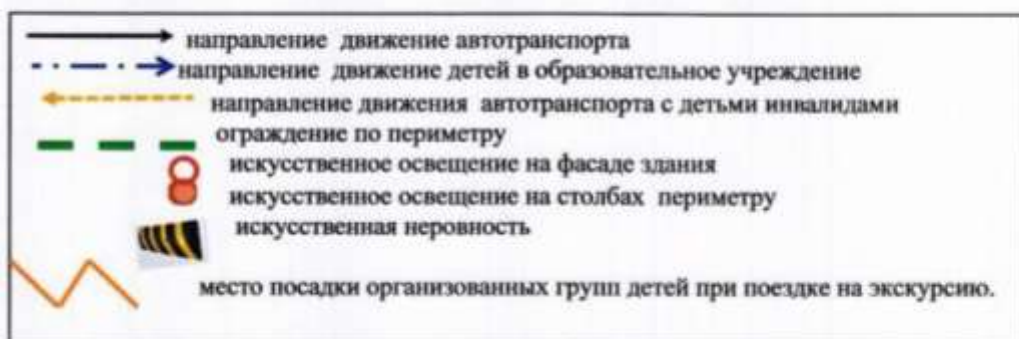 направление движение автотранспорта
направление движение детей в образовательное учреждение
направление движения автотранспорта с детьми инвалидами
ограждение по периметру
искусственное освещение на фасаде здания
искусственное освещение на столбах периметру
искусственная неровность
место посадки организованных групп детей при поездке на экскурсию.